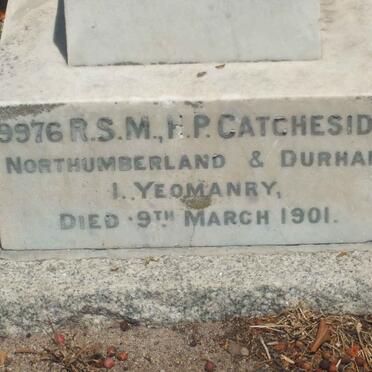 9976 R.S.M., H.P. CATCHESID
NORTHUMBERLAND & DURHA
I. YEOMANRY,
DIED 9TH MARCH 1901.